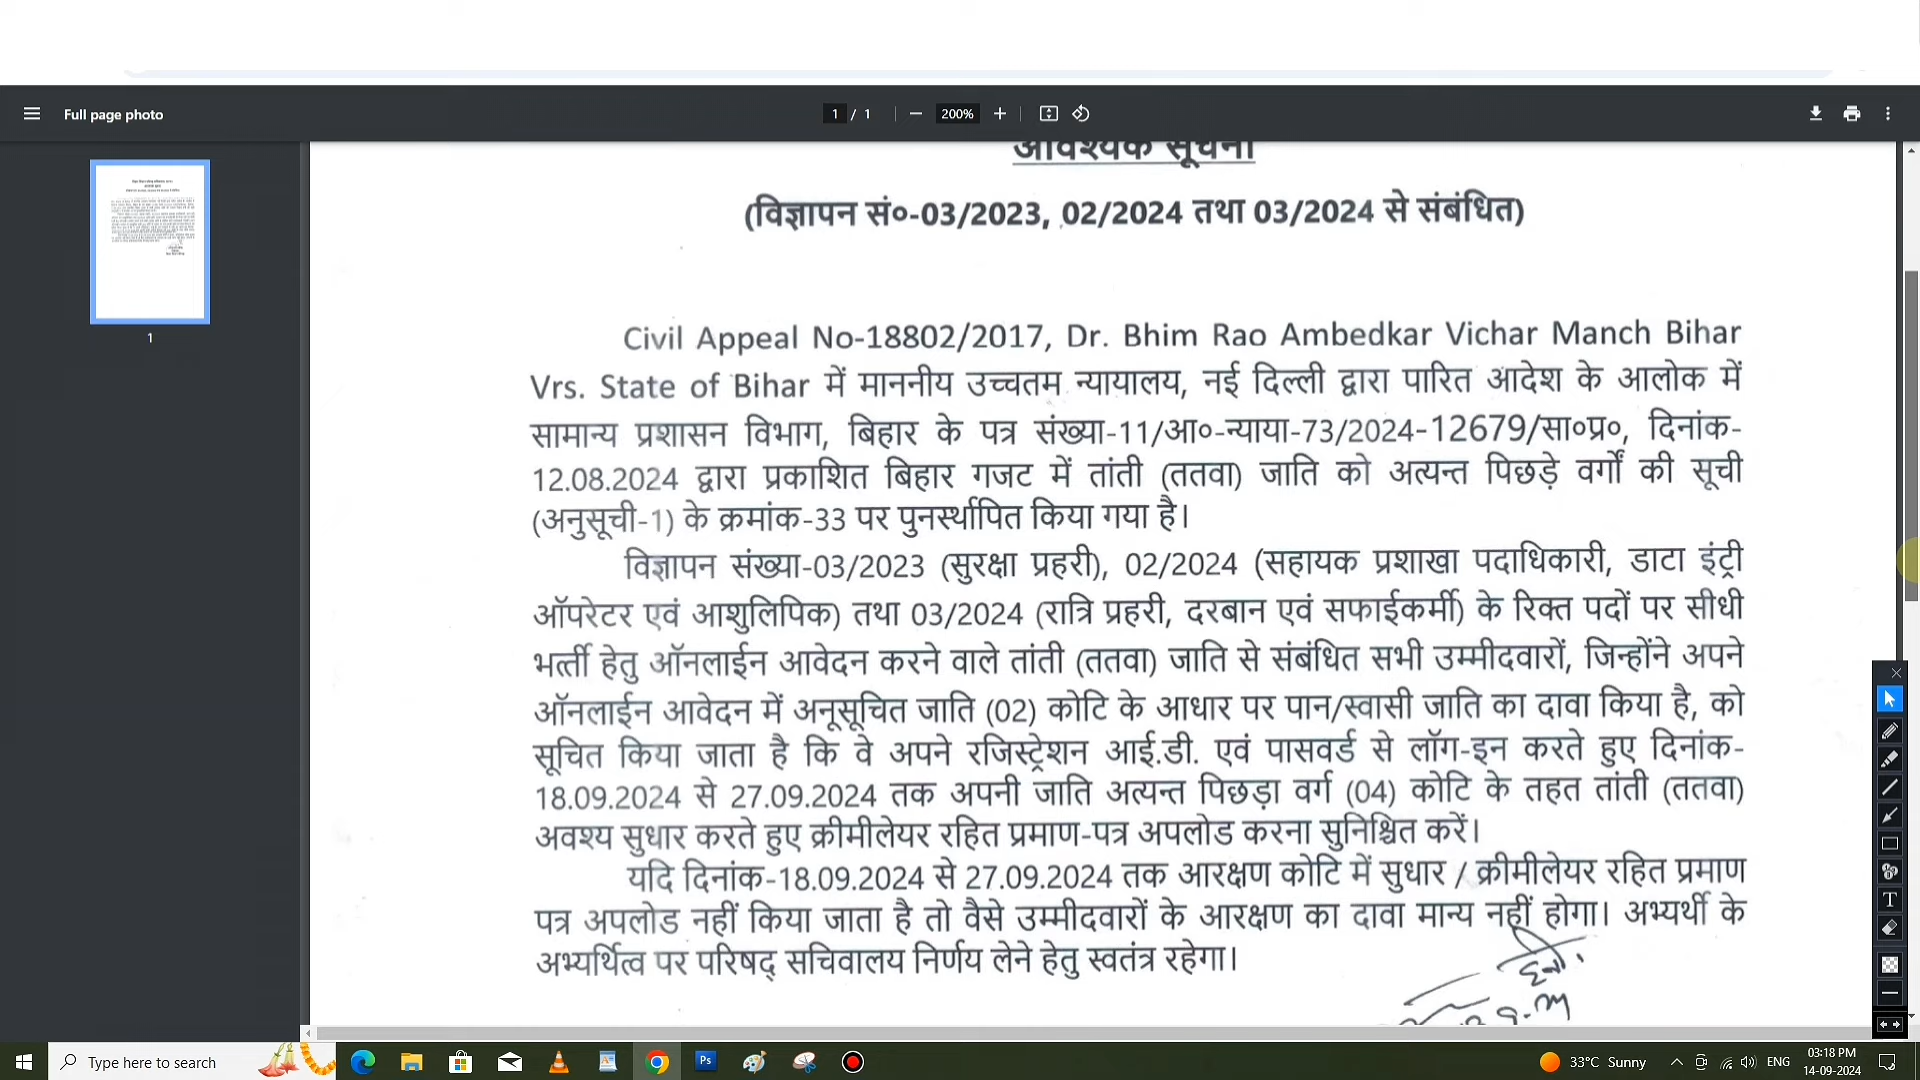 Full page photo
1 / 1
200%
आवश्यक सूचना
(विज्ञापन सं०-03/2023, 02/2024 तथा 03/2024 से संबंधित)
Civil Appeal No-18802/2017, Dr. Bhim Rao Ambedkar Vichar Manch Bihar
Vrs. State of Bihar में माननीय उच्चतम न्यायालय, नई दिल्ली द्वारा पारित आदेश के आलोक में
सामान्य प्रशासन विभाग, बिहार के पत्र संख्या-11/आ०-न्याया-73/2024-12679/सा०प्र०, दिनांक-
12.08.2024 द्वारा प्रकाशित बिहार गजट में तांती (ततवा) जाति को अत्यन्त पिछड़े वर्गों की सूची
(अनुसूची-1) के क्रमांक-33 पर पुनर्स्थापित किया गया है।
विज्ञापन संख्या-03/2023 (सुरक्षा प्रहरी), 02/2024 (सहायक प्रशाखा पदाधिकारी, डाटा इंट्री
ऑपरेटर एवं आशुलिपिक) तथा 03/2024 (रात्रि प्रहरी, दरबान एवं सफाईकर्मी) के रिक्त पदों पर सीधी
भर्त्ती हेतु ऑनलाईन आवेदन करने वाले तांती (ततवा) जाति से संबंधित सभी उम्मीदवारों, जिन्होंने अपने
ऑनलाईन आवेदन में अनूसूचित जाति (02) कोटि के आधार पर पान/स्वासी जाति का दावा किया है, को
सूचित किया जाता है कि वे अपने रजिस्ट्रेशन आई.डी. एवं पासवर्ड से लॉग-इन करते हुए दिनांक-
18.09.2024 से 27.09.2024 तक अपनी जाति अत्यन्त पिछड़ा वर्ग (04) कोटि के तहत तांती (ततवा)
अवश्य सुधार करते हुए क्रीमीलेयर रहित प्रमाण-पत्र अपलोड करना सुनिश्चित करें।
यदि दिनांक-18.09.2024 से 27.09.2024 तक आरक्षण कोटि में सुधार / क्रीमीलेयर रहित प्रमाण
पत्र अपलोड नहीं किया जाता है तो वैसे उम्मीदवारों के आरक्षण का दावा मान्य नहीं होगा। अभ्यर्थी के
अभ्यर्थित्व पर परिषद् सचिवालय निर्णय लेने हेतु स्वतंत्र रहेगा।
1
Type here to search
33°C Sunny
ENG
03:18 PM
14-09-2024